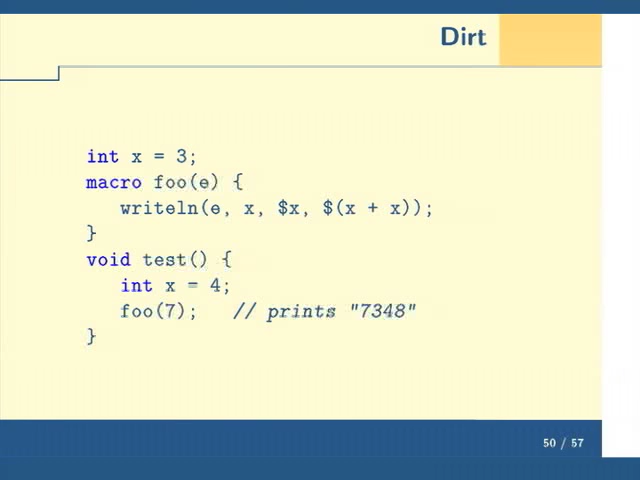 Dirt
int x = 3;
macro foo(e) {
writeln(e, x, $x, $(x + x));
}
void test() {
int x = 4;
foo(7); // prints "7348"
}
50 / 57